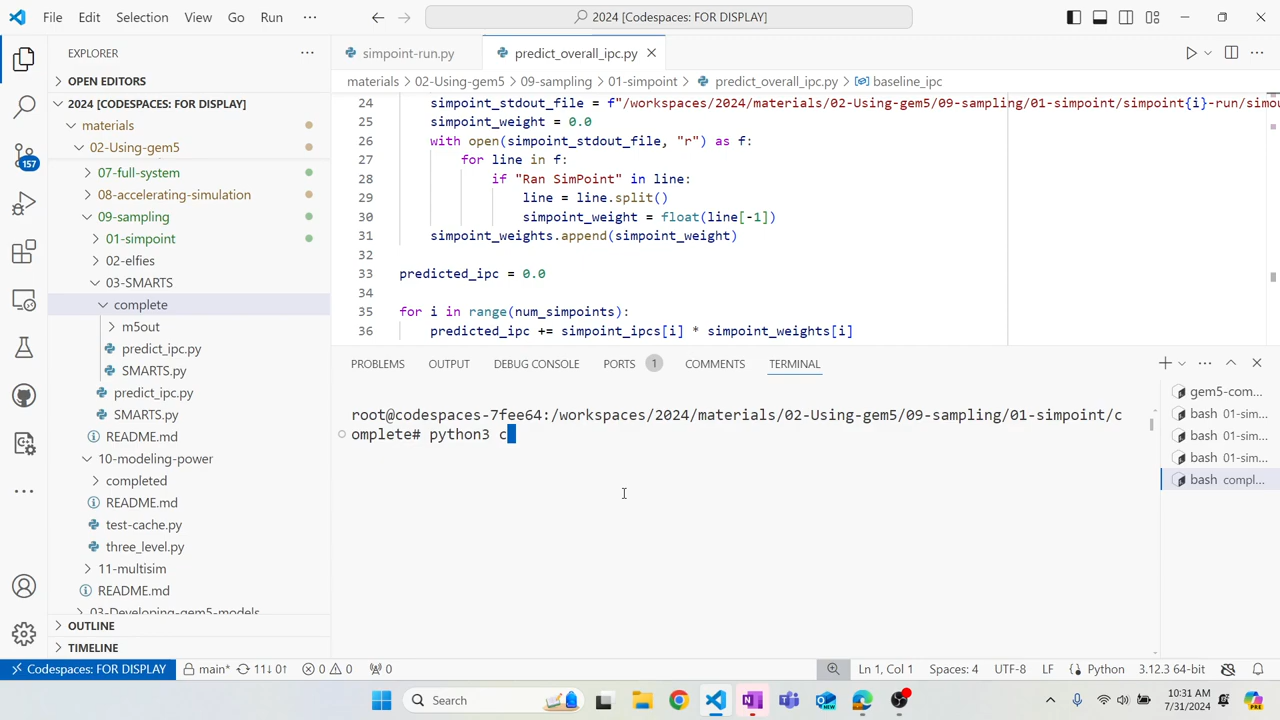 File Edit Selection View Go Run ···
2024 [Codespaces: FOR DISPLAY]
EXPLORER
OPEN EDITORS
2024 [CODESPACES: FOR DISPLAY]
materials
02-Using-gem5
07-full-system
08-accelerating-simulation
09-sampling
01-simpoint
02-elfies
03-SMARTS
complete
m5out
predict_ipc.py
SMARTS.py
predict_ipc.py
SMARTS.py
README.md
10-modeling-power
completed
README.md
test-cache.py
three_level.py
11-multisim
README.md
03-Developing-gem5-models
OUTLINE
TIMELINE
157
simpoint-run.py predict_overall_ipc.py
materials > 02-Using-gem5 > 09-sampling > 01-simpoint > predict_overall_ipc.py > baseline_ipc
24 simpoint_stdout_file = f"/workspaces/2024/materials/02-Using-gem5/09-sampling/01-simpoint/simpoint{i}-run/simou
25 simpoint_weight = 0.0
26 with open(simpoint_stdout_file, "r") as f:
27 for line in f:
28 if "Ran SimPoint" in line:
29 line = line.split()
30 simpoint_weight = float(line[-1])
31 simpoint_weights.append(simpoint_weight)
32
33 predicted_ipc = 0.0
34
35 for i in range(num_simpoints):
36 predicted_ipc += simpoint_ipcs[i] * simpoint_weights[i]
PROBLEMS OUTPUT DEBUG CONSOLE PORTS 1 COMMENTS TERMINAL
root@codespaces-7fee64:/workspaces/2024/materials/02-Using-gem5/09-sampling/01-simpoint/c
omplete# python3 c
gem5-com...
bash 01-sim...
bash 01-sim...
bash 01-sim...
bash compl...
Codespaces: FOR DISPLAY main* 11↓ 0↑ 0 0 0 Ln 1, Col 1 Spaces: 4 UTF-8 LF Python 3.12.3 64-bit
Search
10:31 AM
7/31/2024